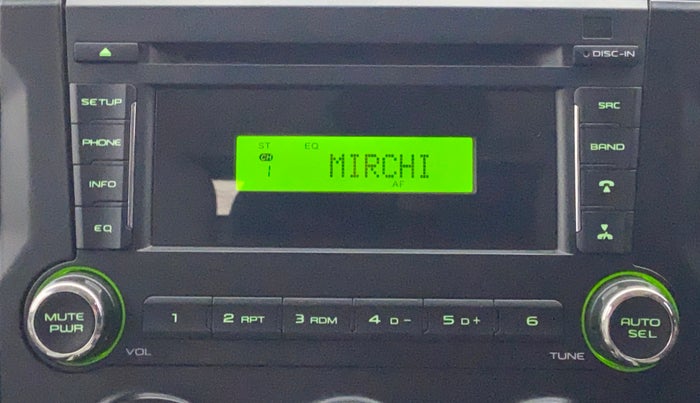 DISC-IN
SETUP
SRC
ST EQ
CH
1
MIRCHI
AF
PHONE
BAND
INFO
EQ
MUTE
PWR
1
2 RPT
3 RDM
4 D-
5 D+
6
AUTO
SEL
VOL
TUNE